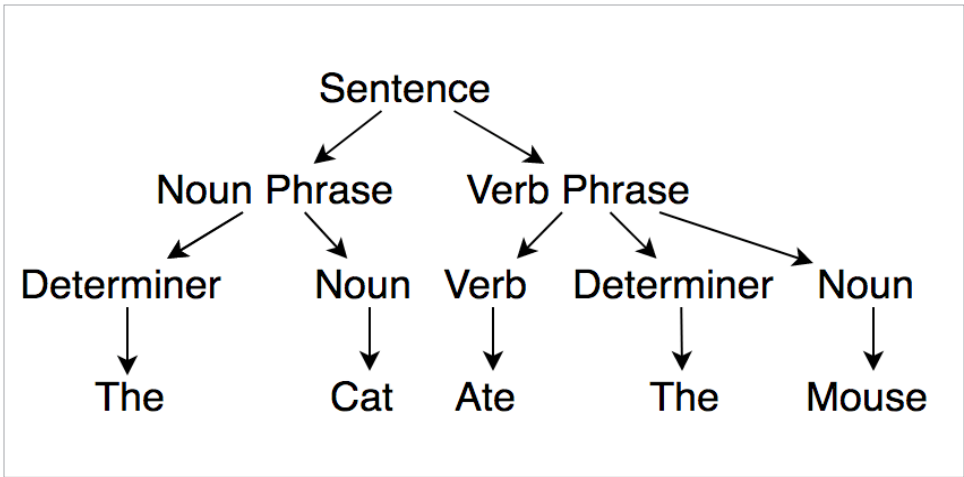 Sentence
Noun Phrase Verb Phrase
Determiner Noun Verb Determiner Noun
The Cat Ate The Mouse